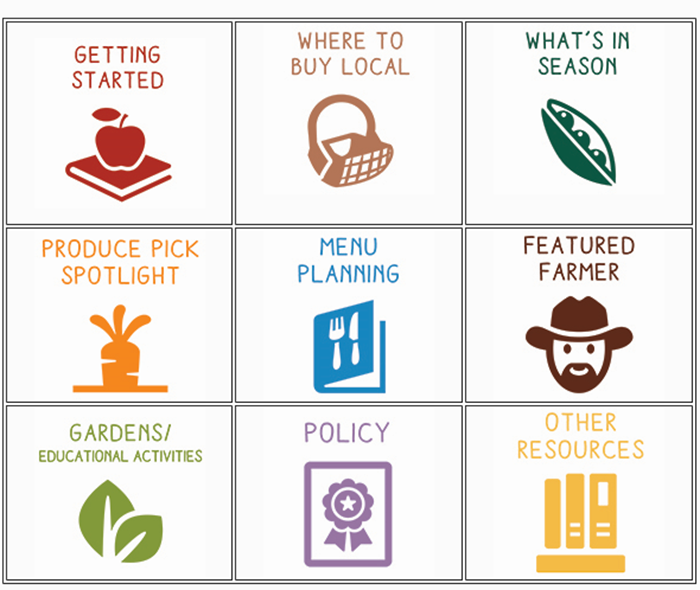 GETTING
STARTED
WHERE TO
BUY LOCAL
WHAT'S IN
SEASON
PRODUCE PICK
SPOTLIGHT
MENU
PLANNING
FEATURED
FARMER
GARDENS/
EDUCATIONAL ACTIVITIES
POLICY
OTHER
RESOURCES